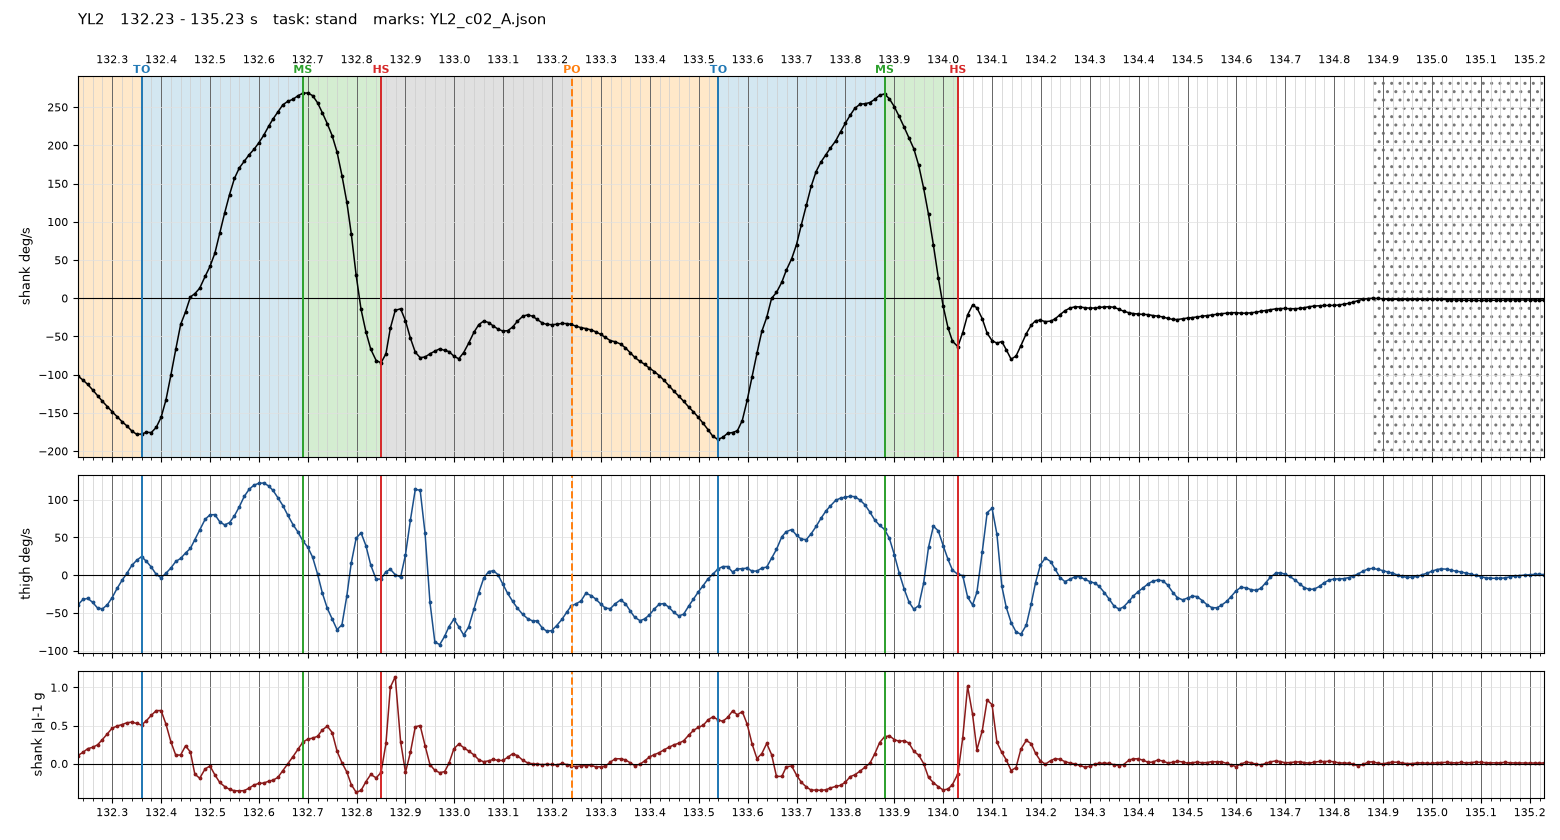 YL2   132.23 - 135.23 s   task: stand   marks: YL2_c02_A.json
132.3 132.4 132.5 132.6 132.7 132.8 132.9 133.0 133.1 133.2 133.3 133.4 133.5 133.6 133.7 133.8 133.9 134.0 134.1 134.2 134.3 134.4 134.5 134.6 134.7 134.8 134.9 135.0 135.1 135.2
TO MS HS PO TO MS HS
shank deg/s
250
200
150
100
50
0
−50
−100
−150
−200
thigh deg/s
100
50
0
−50
−100
shank |a|-1 g
1.0
0.5
0.0
132.3 132.4 132.5 132.6 132.7 132.8 132.9 133.0 133.1 133.2 133.3 133.4 133.5 133.6 133.7 133.8 133.9 134.0 134.1 134.2 134.3 134.4 134.5 134.6 134.7 134.8 134.9 135.0 135.1 135.2